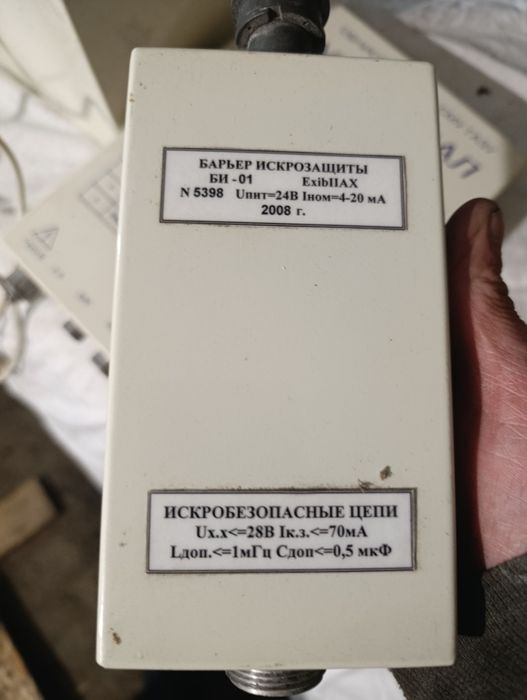 БАРЬЕР ИСКРОЗАЩИТЫ
БИ - 01 ExibIIAX
N 5398 Uпит=24В Iном=4-20 мА
2008 г.
ИСКРОБЕЗОПАСНЫЕ ЦЕПИ
Uх.х<=28В Iк.з.<=70мА
Lдоп.<=1мГц Сдоп<=0,5 мкФ